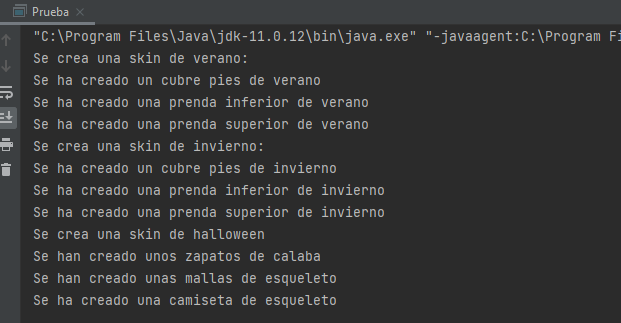 Prueba
"C:\Program Files\Java\jdk-11.0.12\bin\java.exe" "-javaagent:C:\Program Fi
Se crea una skin de verano:
Se ha creado un cubre pies de verano
Se ha creado una prenda inferior de verano
Se ha creado una prenda superior de verano
Se crea una skin de invierno:
Se ha creado un cubre pies de invierno
Se ha creado una prenda inferior de invierno
Se ha creado una prenda superior de invierno
Se crea una skin de halloween
Se han creado unos zapatos de calaba
Se han creado unas mallas de esqueleto
Se ha creado una camiseta de esqueleto